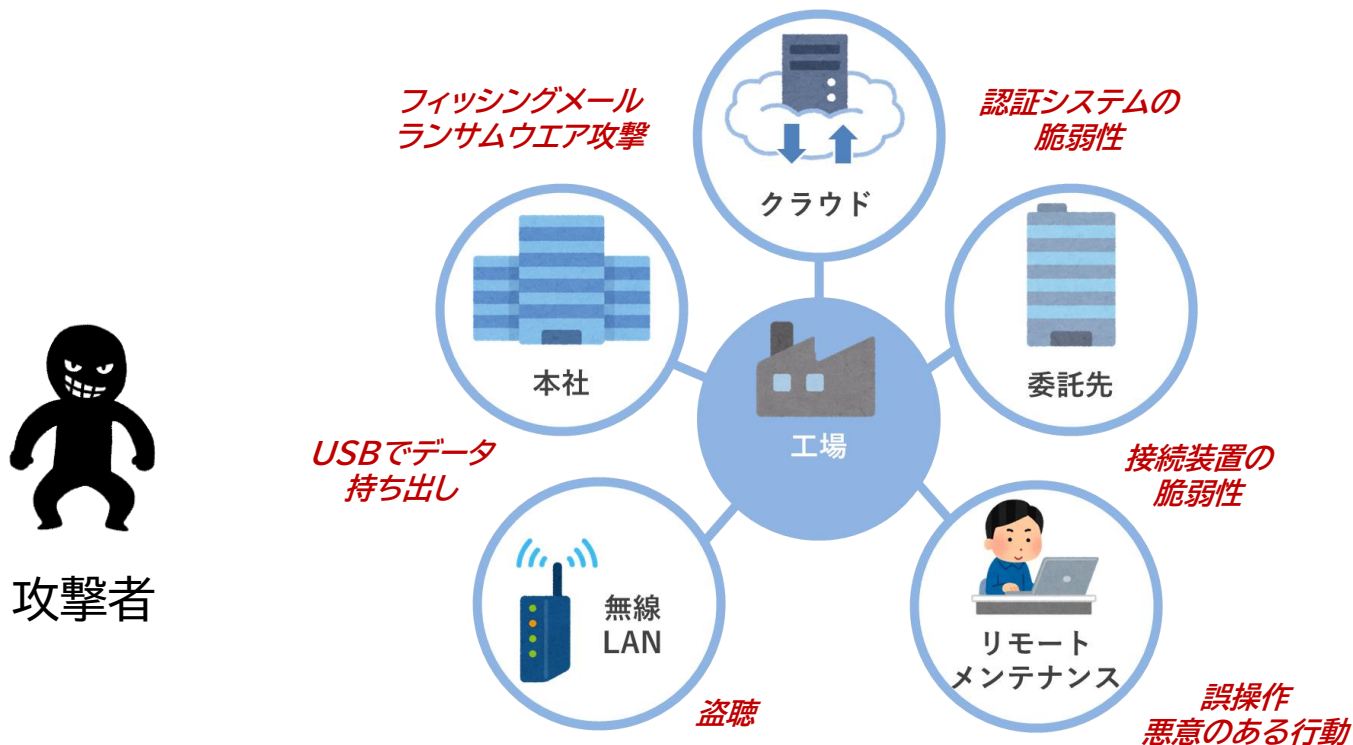 フィッシングメール
ランサムウエア攻撃
認証システムの
脆弱性
クラウド
本社
委託先
工場
USBでデータ
持ち出し
接続装置の
脆弱性
攻撃者
無線
LAN
リモート
メンテナンス
盗聴
誤操作
悪意のある行動